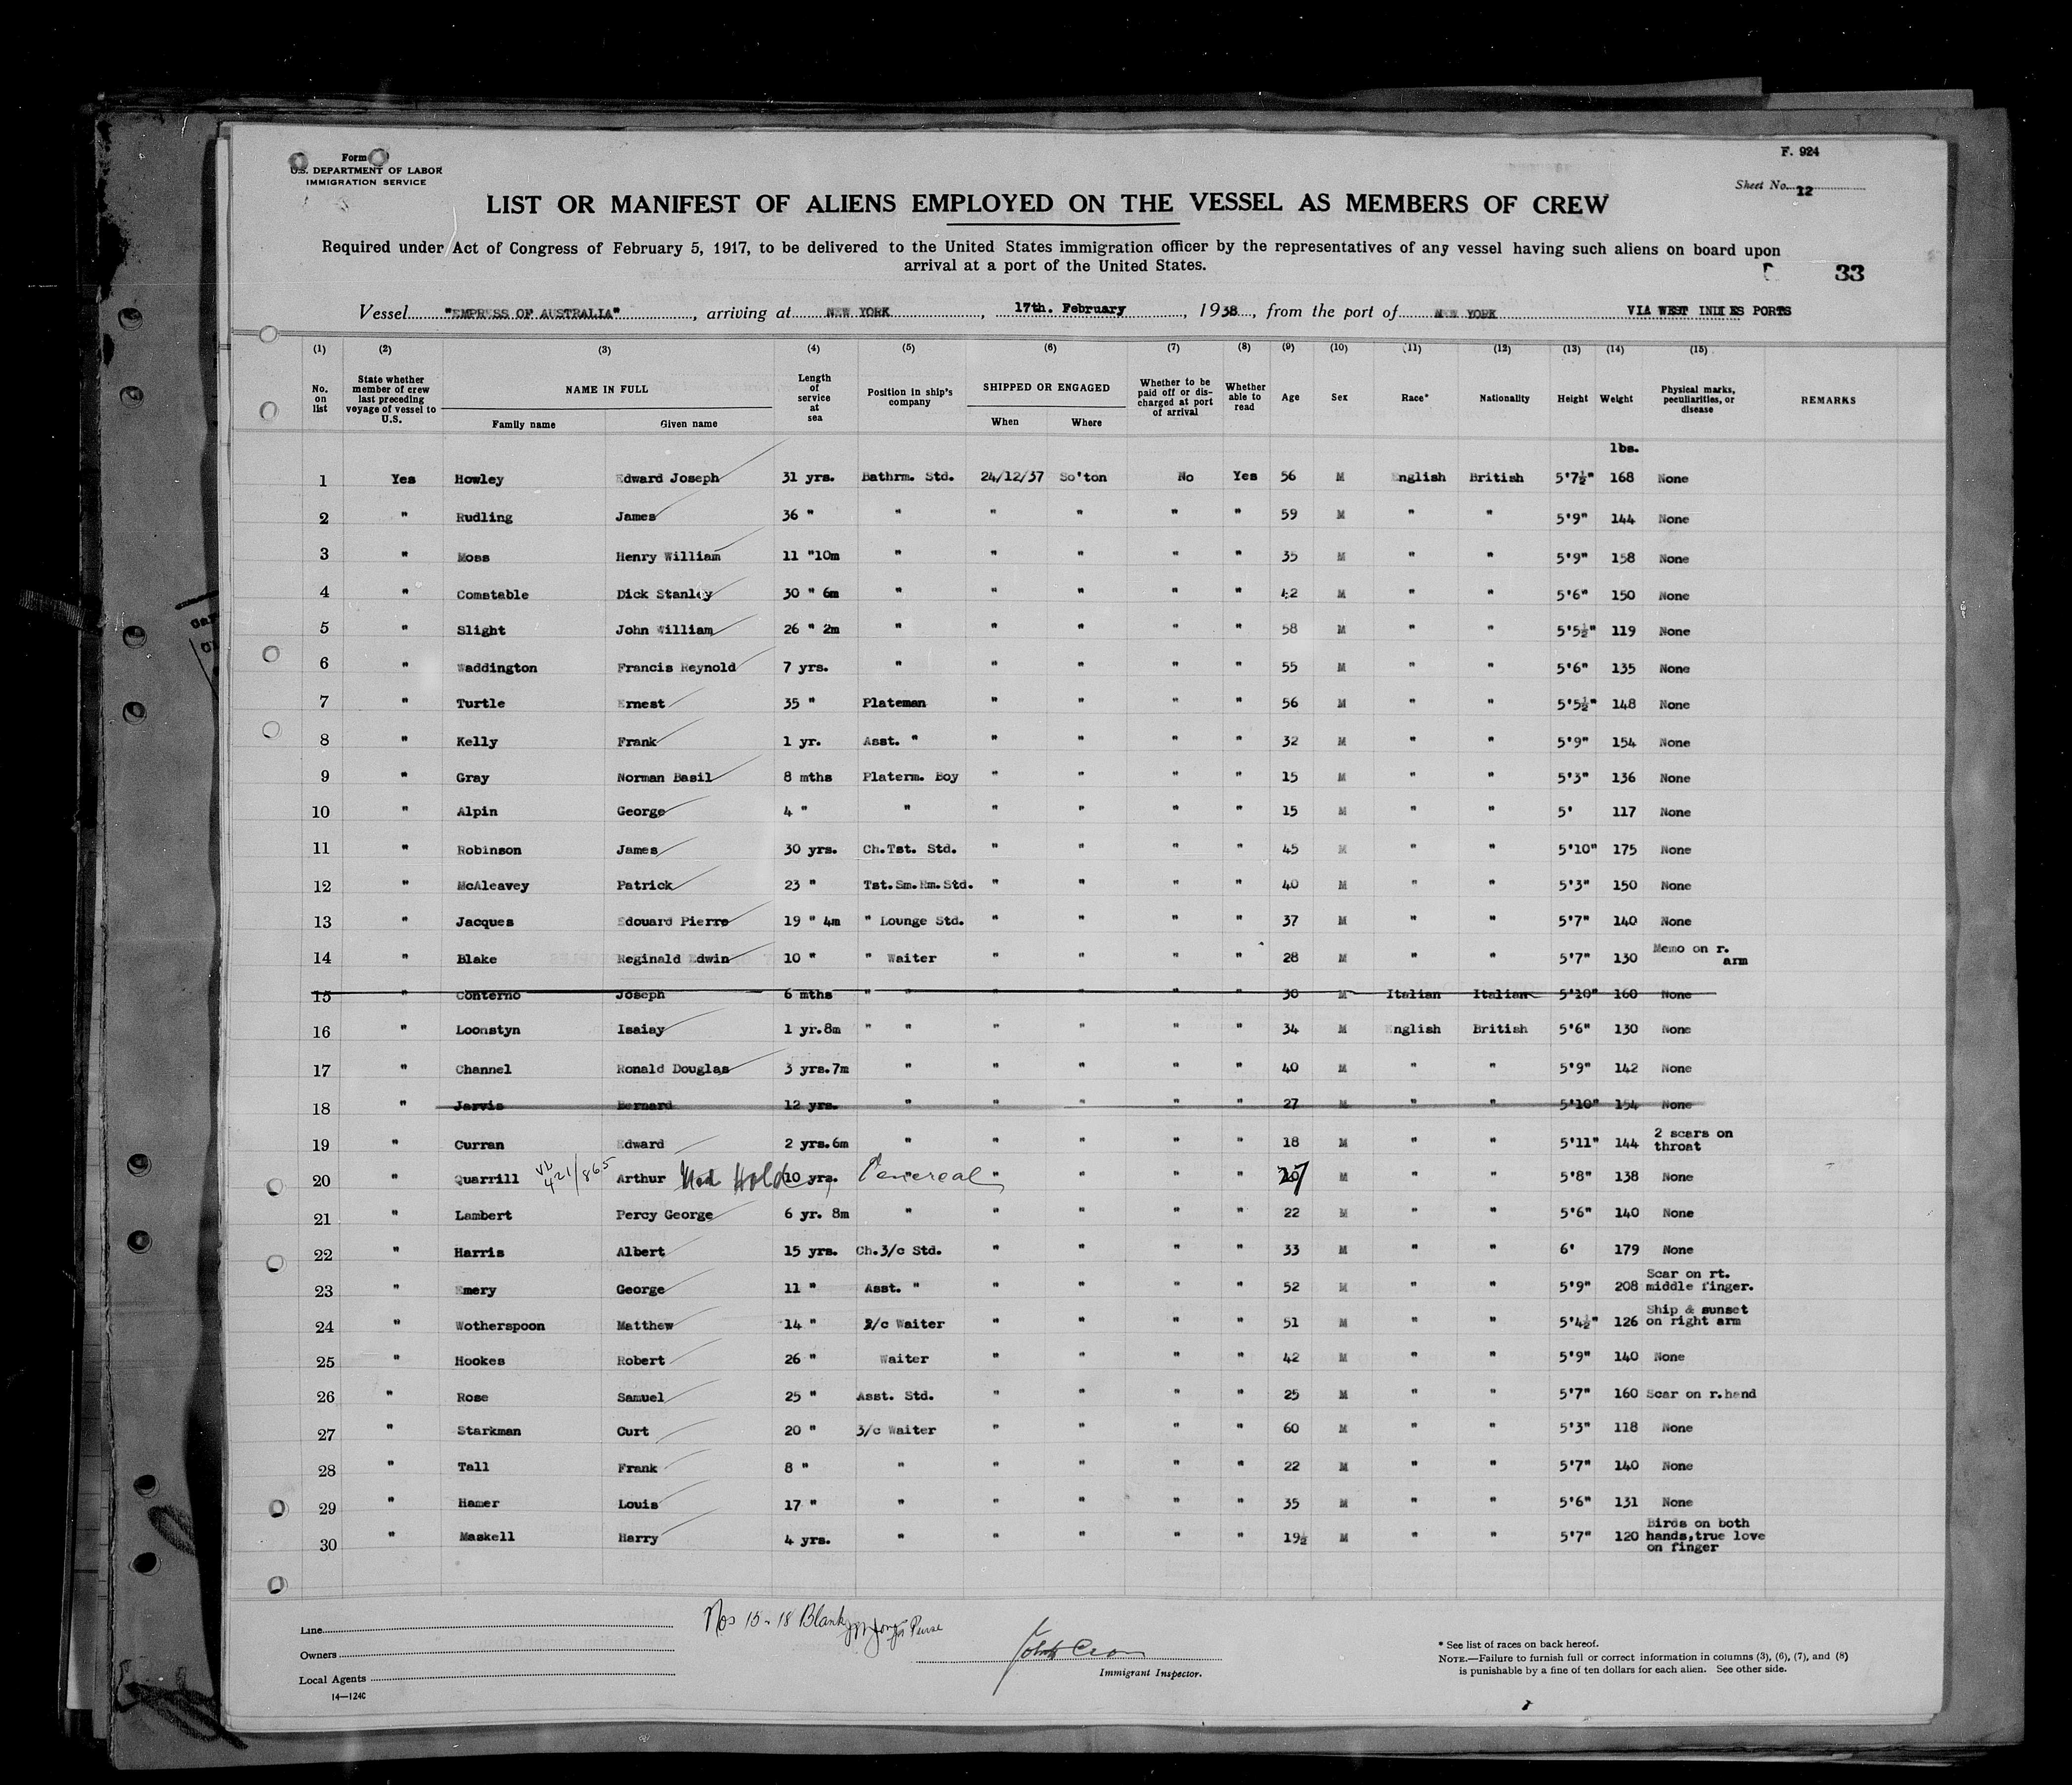 Form
U.S. DEPARTMENT OF LABOR
IMMIGRATION SERVICE
F. 924
Sheet No. 12
LIST OR MANIFEST OF ALIENS EMPLOYED ON THE VESSEL AS MEMBERS OF CREW
Required under Act of Congress of February 5, 1917, to be delivered to the United States immigration officer by the representatives of any vessel having such aliens on board upon
arrival at a port of the United States.
33
Vessel "EMPRESS OF AUSTRALIA", arriving at NEW YORK, 17th. February, 1938, from the port of NEW YORK VIA WEST INDIES PORTS
(1) (2) (3) (4) (5) (6) (7) (8) (9) (10) (11) (12) (13) (14) (15)
No. on list State whether member of crew last preceding voyage of vessel to U.S. NAME IN FULL Length of service at sea Position in ship's company SHIPPED OR ENGAGED Whether to be paid off or discharged at port of arrival Whether able to read Age Sex Race* Nationality Height Weight Physical marks, peculiarities, or disease REMARKS
Family name Given name When Where
lbs.
1 Yes Howley Edward Joseph 31 yrs. Bathrm. Std. 24/12/37 So'ton No Yes 56 M English British 5'7½" 168 None
2 " Rudling James 36 " " " " " " 59 M " " 5'9" 144 None
3 " Moss Henry William 11 "10m " " " " " 35 M " " 5'9" 158 None
4 " Constable Dick Stanley 30 " 6m " " " " " 42 M " " 5'6" 150 None
5 " Slight John William 26 " 2m " " " " " 58 M " " 5'5½" 119 None
6 " Waddington Francis Reynold 7 yrs. " " " " " 55 M " " 5'6" 135 None
7 " Turtle Ernest 35 " Plateman " " " " 56 M " " 5'5½" 148 None
8 " Kelly Frank 1 yr. Asst. " " " " " 32 M " " 5'9" 154 None
9 " Gray Norman Basil 8 mths Platerm. Boy " " " " 15 M " " 5'3" 136 None
10 " Alpin George 4 " " " " " " 15 M " " 5' 117 None
11 " Robinson James 30 yrs. Ch.Tst. Std. " " " " 45 M " " 5'10" 175 None
12 " McAleavey Patrick 23 " Tst.Sm.Rm.Std. " " " " 40 M " " 5'3" 150 None
13 " Jacques Edouard Pierre 19 " 4m " Lounge Std. " " " " 37 M " " 5'7" 140 None
14 " Blake Reginald Edwin 10 " " Waiter " " " " 28 M " " 5'7" 130 Memo on r. arm
15 " Conterno Joseph 6 mths " " " " " " 30 M Italian Italian 5'10" 160 None
16 " Loonstyn Isaiay 1 yr.8m " " " " " " 34 M English British 5'6" 130 None
17 " Channel Ronald Douglas 3 yrs.7m " " " " " 40 M " " 5'9" 142 None
18 " Jarvis Bernard 12 yrs. " " " " " 27 M " " 5'10" 154 None
19 " Curran Edward 2 yrs.6m " " " " " 18 M " " 5'11" 144 2 scars on throat
20 " Quarrill 421/865 Arthur Med Hold 10 yrs. " Venereal " " " 27 M " " 5'8" 138 None
21 " Lambert Percy George 6 yr. 8m " " " " " 22 M " " 5'6" 140 None
22 " Harris Albert 15 yrs. Ch.3/c Std. " " " " 33 M " " 6' 179 None
23 " Emery George 11 " Asst. " " " " " 52 M " " 5'9" 208 Scar on rt. middle finger.
24 " Wotherspoon Matthew 14 " 2/c Waiter " " " " 51 M " " 5'4½" 126 Ship & sunset on right arm
25 " Hookes Robert 26 " Waiter " " " " 42 M " " 5'9" 140 None
26 " Rose Samuel 25 " Asst. Std. " " " " 25 M " " 5'7" 160 Scar on r.hand
27 " Starkman Curt 20 " 3/c Waiter " " " " 60 M " " 5'3" 118 None
28 " Tall Frank 8 " " " " " " 22 M " " 5'7" 140 None
29 " Hamer Louis 17 " " " " " " 35 M " " 5'6" 131 None
30 " Maskell Harry 4 yrs. " " " " " 19½ M " " 5'7" 120 Birds on both hands,true love on finger
Nos 15 - 18 Blank
Line
Owners
Local Agents
14—124C
Immigrant Inspector.
* See list of races on back hereof.
NOTE.—Failure to furnish full or correct information in columns (3), (6), (7), and (8)
is punishable by a fine of ten dollars for each alien. See other side.